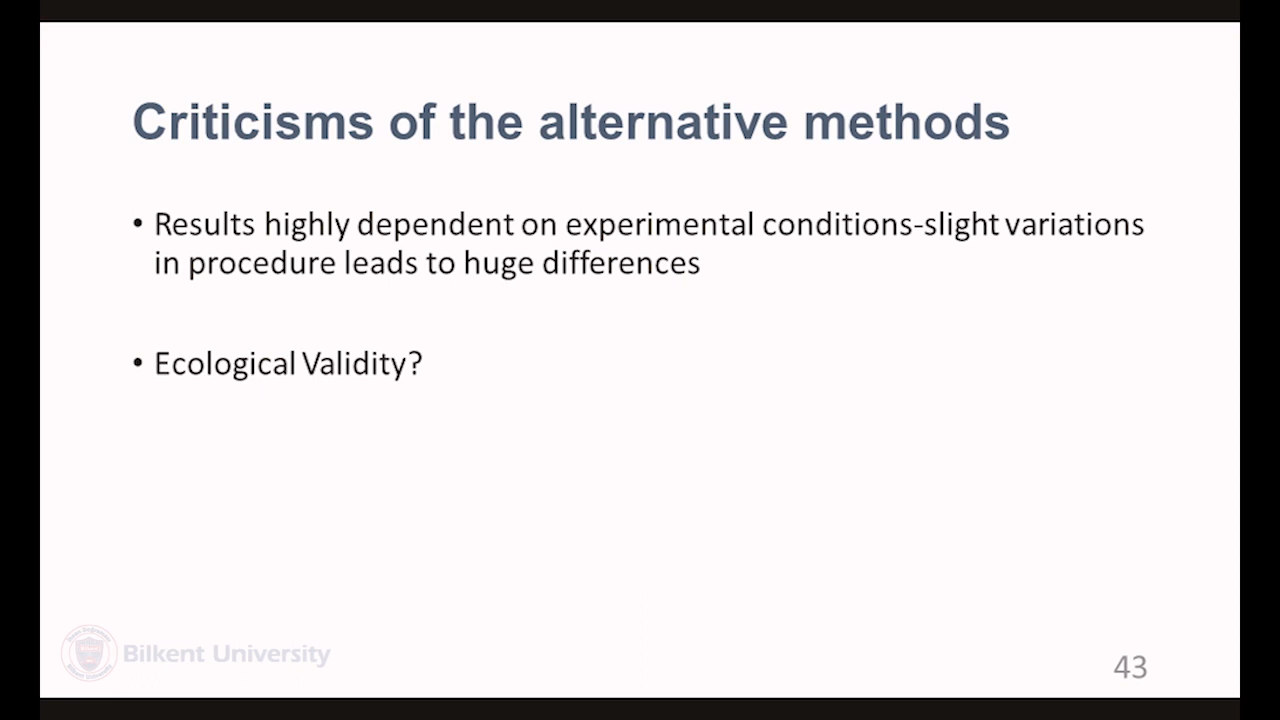 Criticisms of the alternative methods
• Results highly dependent on experimental conditions-slight variations
in procedure leads to huge differences
• Ecological Validity?
Bilkent University
43